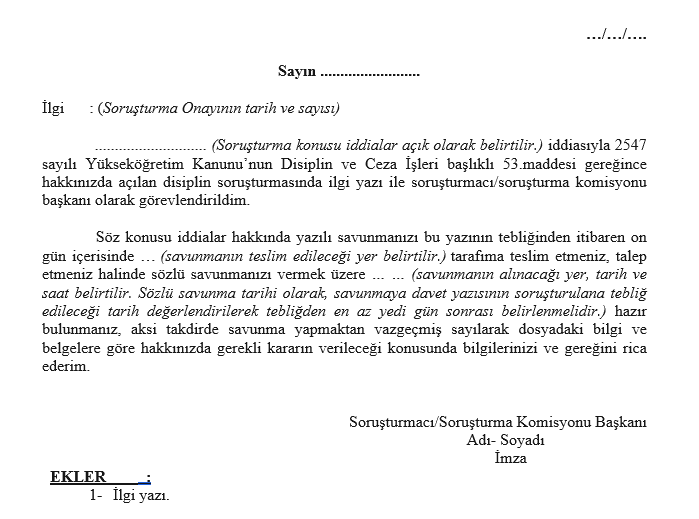 …/…/….
Sayın .........................
İlgi : (Soruşturma Onayının tarih ve sayısı)
............................ (Soruşturma konusu iddialar açık olarak belirtilir.) iddiasıyla 2547
sayılı Yükseköğretim Kanunu’nun Disiplin ve Ceza İşleri başlıklı 53.maddesi gereğince
hakkınızda açılan disiplin soruşturmasında ilgi yazı ile soruşturmacı/soruşturma komisyonu
başkanı olarak görevlendirildim.
Söz konusu iddialar hakkında yazılı savunmanızı bu yazının tebliğinden itibaren on
gün içerisinde … (savunmanın teslim edileceği yer belirtilir.) tarafıma teslim etmeniz, talep
etmeniz halinde sözlü savunmanızı vermek üzere … … (savunmanın alınacağı yer, tarih ve
saat belirtilir. Sözlü savunma tarihi olarak, savunmaya davet yazısının soruşturulana tebliğ
edileceği tarih değerlendirilerek tebliğden en az yedi gün sonrası belirlenmelidir.) hazır
bulunmanız, aksi takdirde savunma yapmaktan vazgeçmiş sayılarak dosyadaki bilgi ve
belgelere göre hakkınızda gerekli kararın verileceği konusunda bilgilerinizi ve gereğini rica
ederim.
Soruşturmacı/Soruşturma Komisyonu Başkanı
Adı- Soyadı
İmza
EKLER :
1- İlgi yazı.